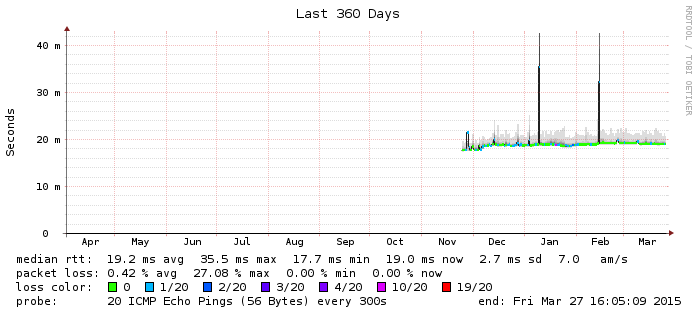 Last 360 Days
RRDTOOL / TOBI OETIKER
Seconds
40 m
30 m
20 m
10 m
0
Apr May Jun Jul Aug Sep Oct Nov Dec Jan Feb Mar
median rtt: 19.2 ms avg 35.5 ms max 17.7 ms min 19.0 ms now 2.7 ms sd 7.0 am/s
packet loss: 0.42 % avg 27.08 % max 0.00 % min 0.00 % now
loss color: 0 1/20 2/20 3/20 4/20 10/20 19/20
probe: 20 ICMP Echo Pings (56 Bytes) every 300s end: Fri Mar 27 16:05:09 2015